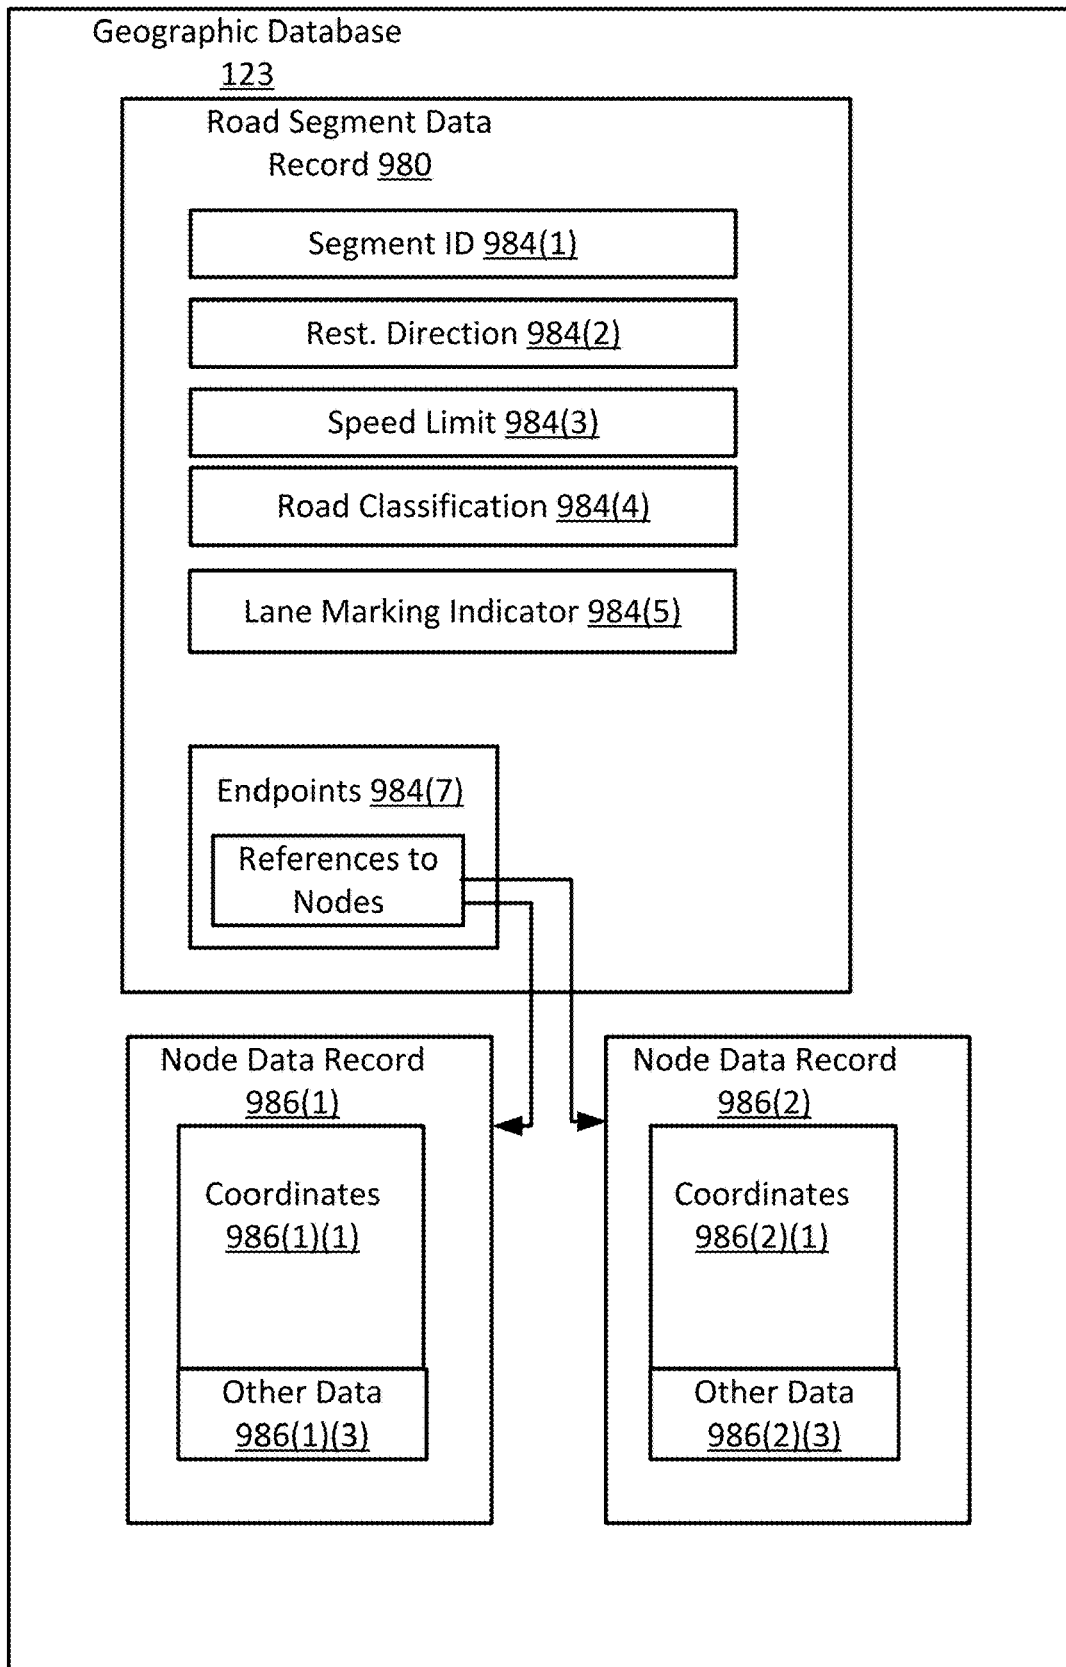 Geographic Database
123
Road Segment Data
Record 980
Segment ID 984(1)
Rest. Direction 984(2)
Speed Limit 984(3)
Road Classification 984(4)
Lane Marking Indicator 984(5)
Endpoints 984(7)
References to
Nodes
Node Data Record
986(1)
Coordinates
986(1)(1)
Other Data
986(1)(3)
Node Data Record
986(2)
Coordinates
986(2)(1)
Other Data
986(2)(3)